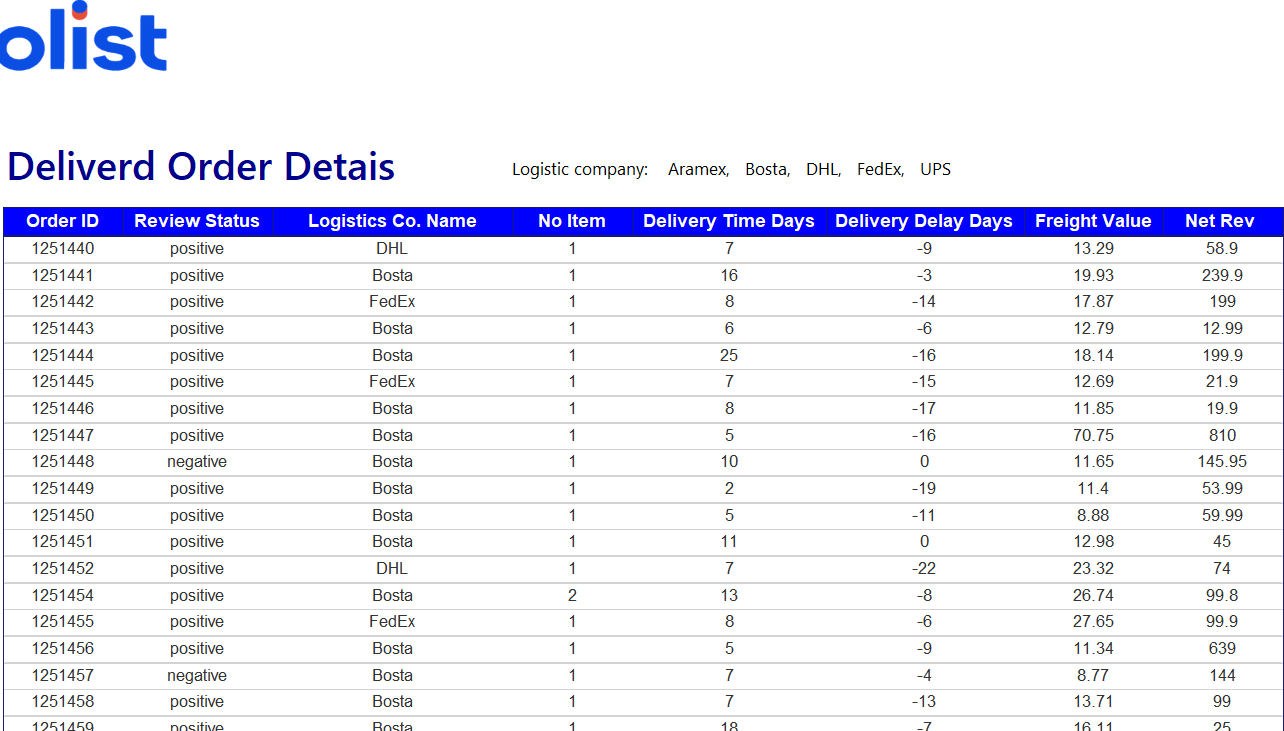 olist
Deliverd Order Detais
Logistic company: Aramex, Bosta, DHL, FedEx, UPS
Order ID Review Status Logistics Co. Name No Item Delivery Time Days Delivery Delay Days Freight Value Net Rev
1251440 positive DHL 1 7 -9 13.29 58.9
1251441 positive Bosta 1 16 -3 19.93 239.9
1251442 positive FedEx 1 8 -14 17.87 199
1251443 positive Bosta 1 6 -6 12.79 12.99
1251444 positive Bosta 1 25 -16 18.14 199.9
1251445 positive FedEx 1 7 -15 12.69 21.9
1251446 positive Bosta 1 8 -17 11.85 19.9
1251447 positive Bosta 1 5 -16 70.75 810
1251448 negative Bosta 1 10 0 11.65 145.95
1251449 positive Bosta 1 2 -19 11.4 53.99
1251450 positive Bosta 1 5 -11 8.88 59.99
1251451 positive Bosta 1 11 0 12.98 45
1251452 positive DHL 1 7 -22 23.32 74
1251454 positive Bosta 2 13 -8 26.74 99.8
1251455 positive FedEx 1 8 -6 27.65 99.9
1251456 positive Bosta 1 5 -9 11.34 639
1251457 negative Bosta 1 7 -4 8.77 144
1251458 positive Bosta 1 7 -13 13.71 99
1251459 positive Bosta 1 18 -7 16.11 25